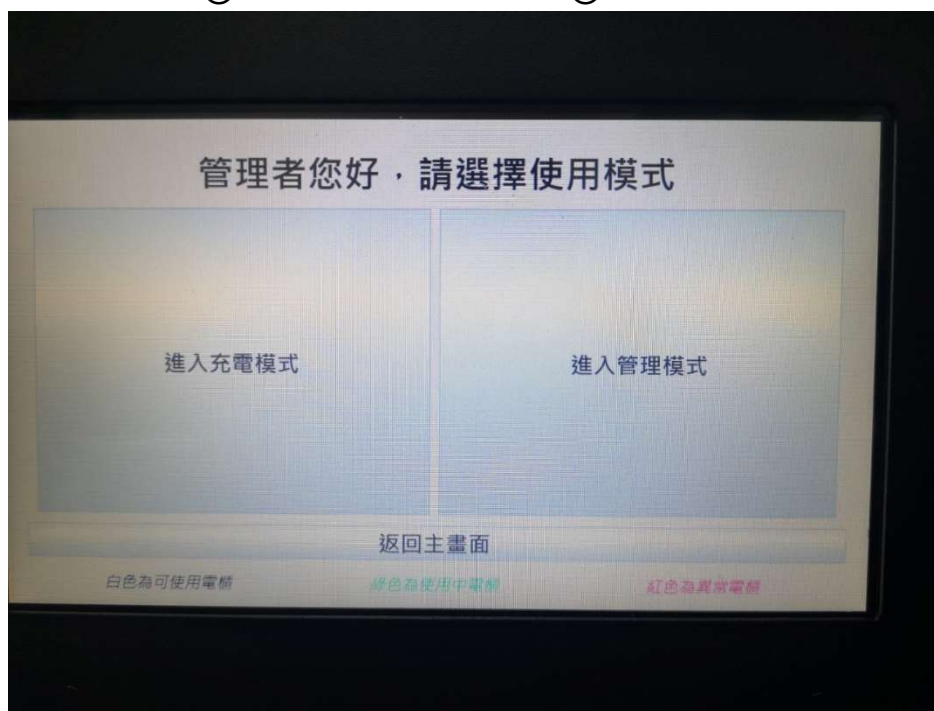 管理者您好,請選擇使用模式
進入充電模式
進入管理模式
返回主畫面
白色為可使用電櫃
綠色為使用中電櫃
紅色為異常電櫃